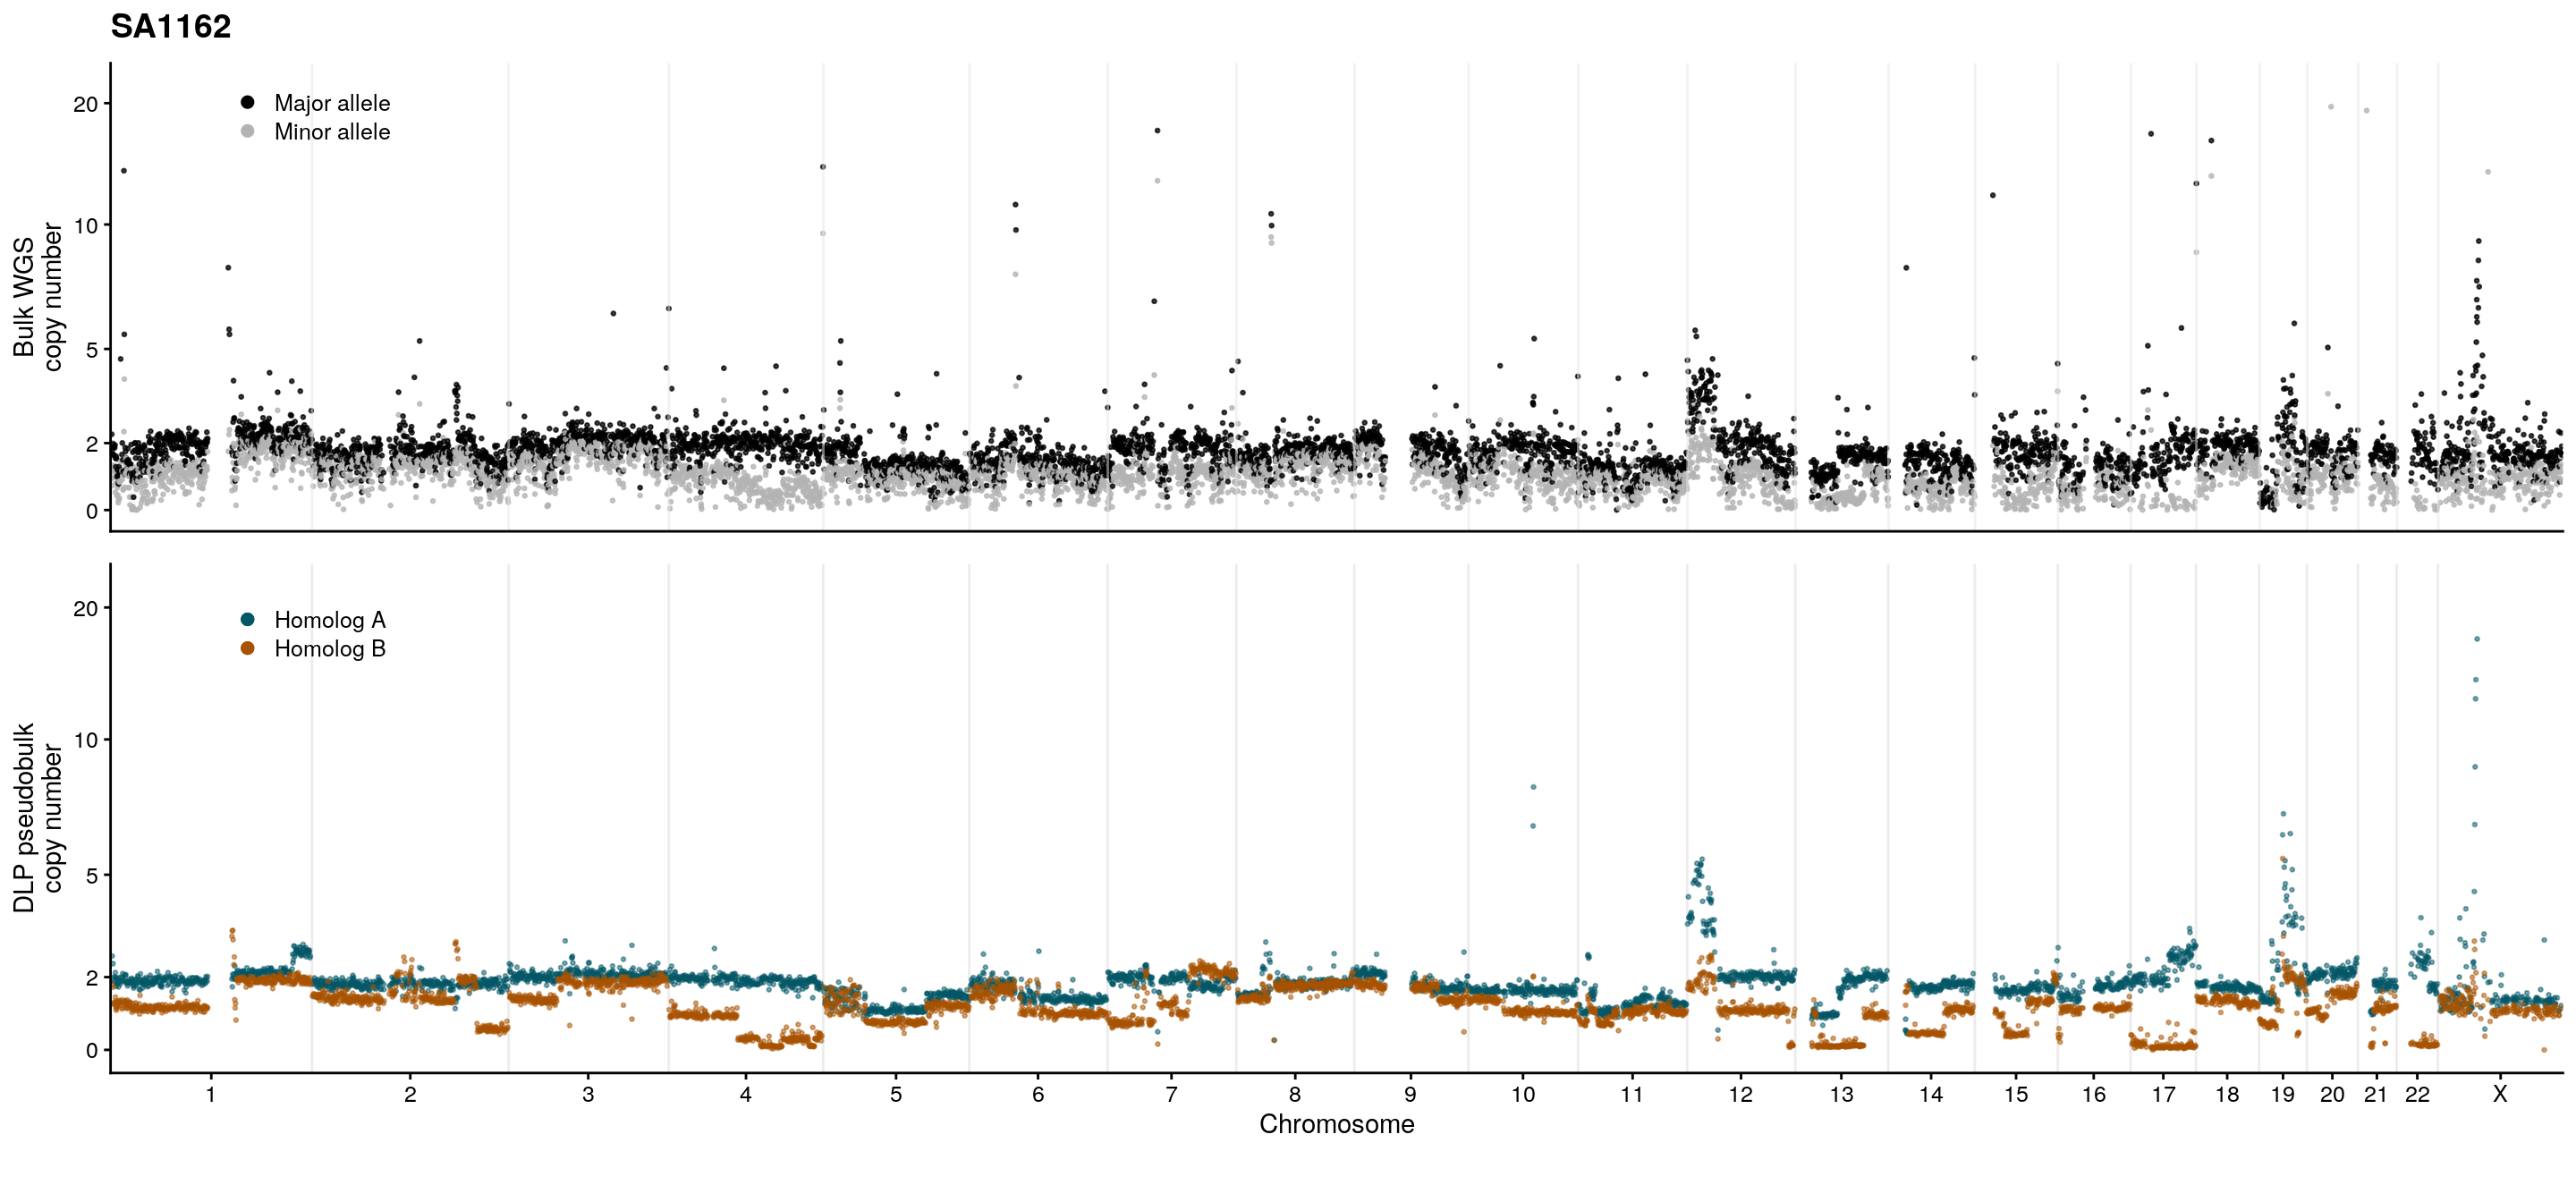 SA1162
20
10
5
2
0
Bulk WGS
copy number
Major allele
Minor allele
20
10
5
2
0
DLP pseudobulk
copy number
Homolog A
Homolog B
1 2 3 4 5 6 7 8 9 10 11 12 13 14 15 16 17 18 19 20 21 22 X
Chromosome